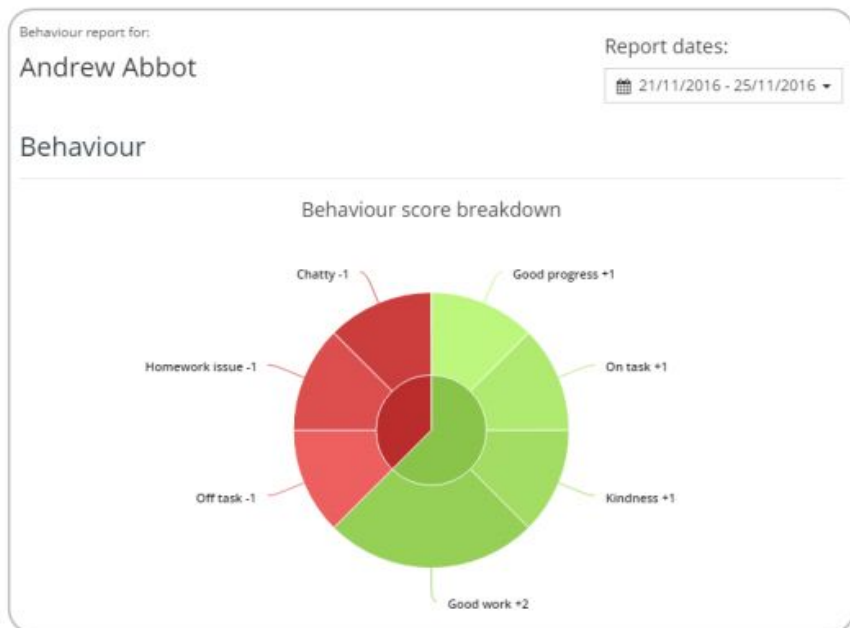 Behaviour report for:
Andrew Abbot
Report dates:
21/11/2016 - 25/11/2016
Behaviour
Behaviour score breakdown
Chatty -1
Good progress +1
Homework issue -1
On task +1
Off task -1
Kindness +1
Good work +2